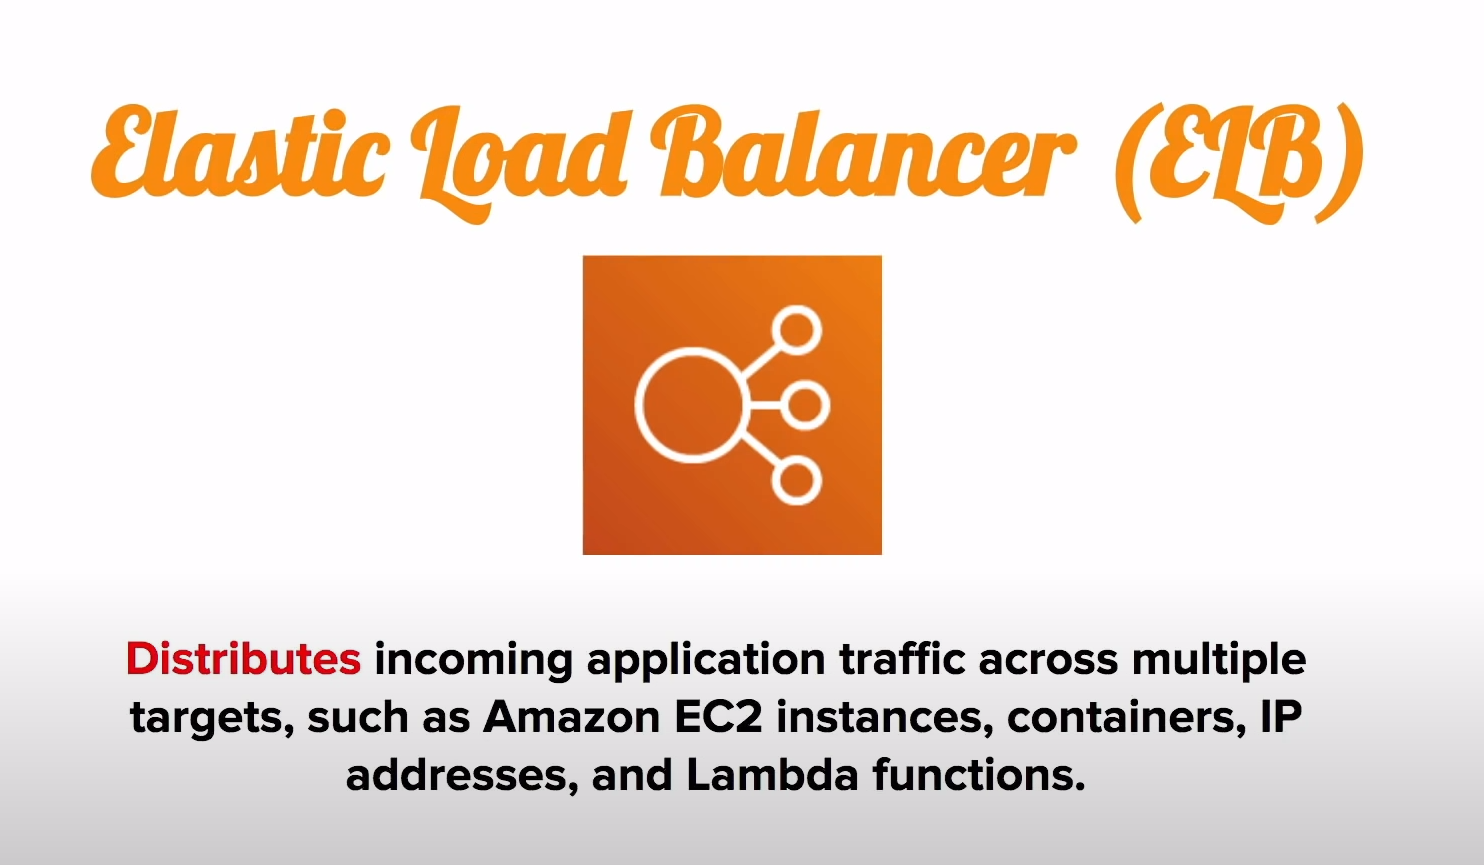 Elastic Load Balancer (ELB)
Distributes incoming application traffic across multiple
targets, such as Amazon EC2 instances, containers, IP
addresses, and Lambda functions.